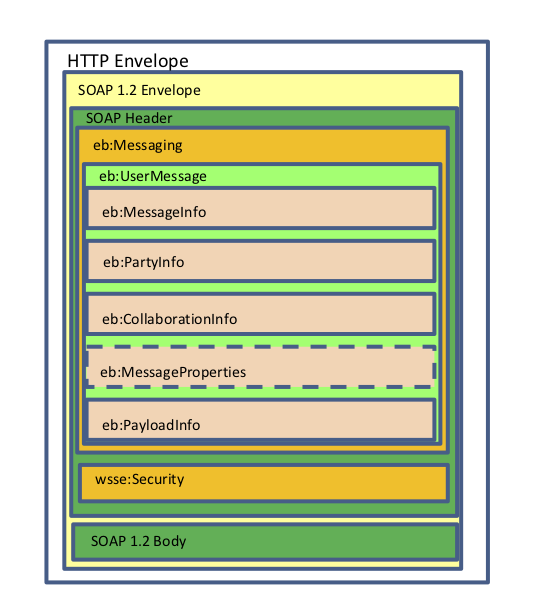 HTTP Envelope
SOAP 1.2 Envelope
SOAP Header
eb:Messaging
eb:UserMessage
eb:MessageInfo
eb:PartyInfo
eb:CollaborationInfo
eb:MessageProperties
eb:PayloadInfo
wsse:Security
SOAP 1.2 Body